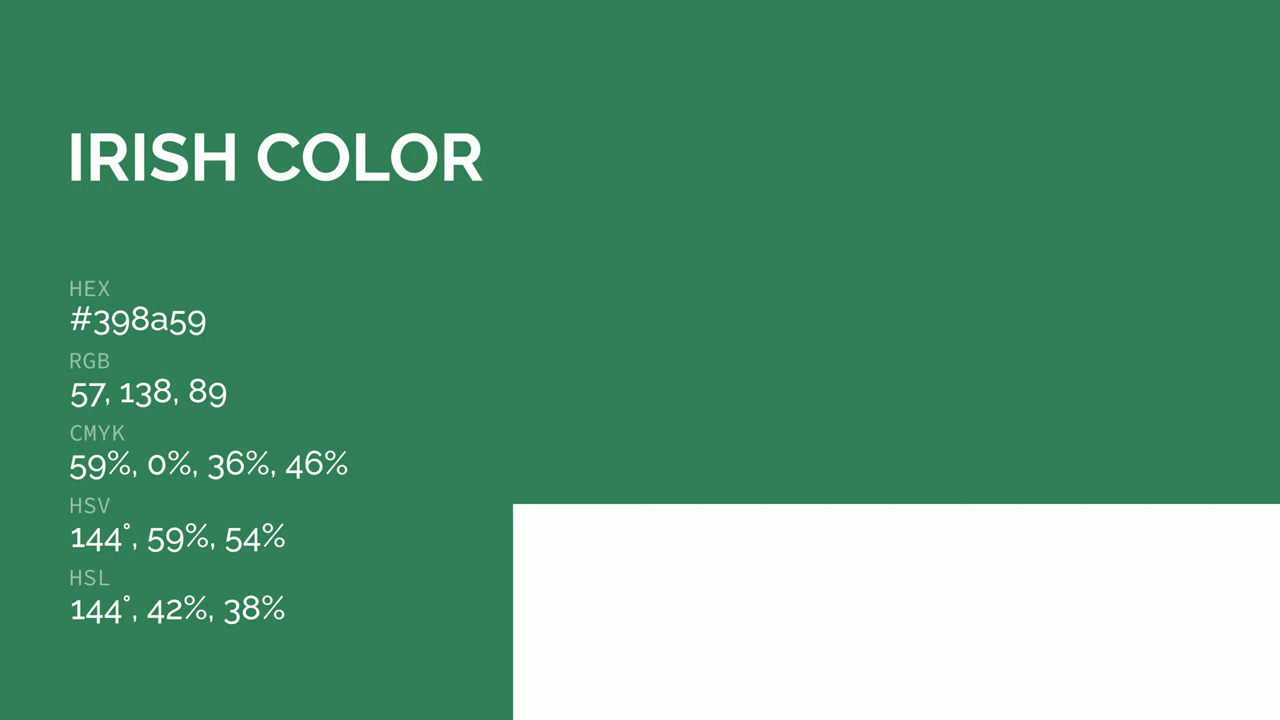 IRISH COLOR
HEX
#398a59
RGB
57, 138, 89
CMYK
59%, 0%, 36%, 46%
HSV
144°, 59%, 54%
HSL
144°, 42%, 38%